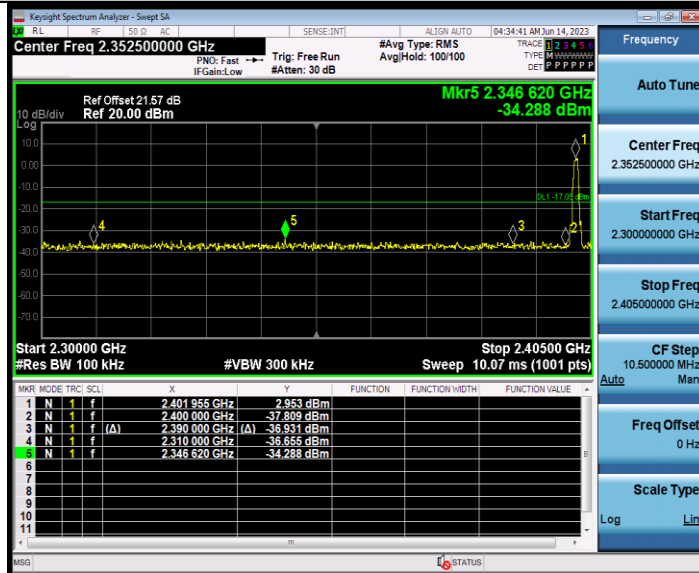 Keysight Spectrum Analyzer - Swept SA
RL RF 50 Ω AC SENSE:INT ALIGN AUTO 04:34:41 AM Jun 14, 2023
Center Freq 2.352500000 GHz
PNO: Fast
IFGain:Low
Trig: Free Run
#Atten: 30 dB
#Avg Type: RMS
Avg|Hold: 100/100
TRACE 1 2 3 4 5 6
TYPE M WWWWW
DET P P P P P P
Ref Offset 21.57 dB
10 dB/div Ref 20.00 dBm
Log
Mkr5 2.346 620 GHz
-34.288 dBm
10.0
0.00
-10.0
-20.0
-30.0
-40.0
-50.0
-60.0
-70.0
1
DL1 -17.05 dBm
4
5
3
2
Start 2.30000 GHz Stop 2.40500 GHz
#Res BW 100 kHz #VBW 300 kHz Sweep 10.07 ms (1001 pts)
MKR MODE TRC SCL X Y FUNCTION FUNCTION WIDTH FUNCTION VALUE
1 N 1 f 2.401 955 GHz 2.953 dBm
2 N 1 f 2.400 000 GHz -37.809 dBm
3 N 1 f (Δ) 2.390 000 GHz (Δ) -36.931 dBm
4 N 1 f 2.310 000 GHz -36.655 dBm
5 N 1 f 2.346 620 GHz -34.288 dBm
6
7
8
9
10
11
MSG STATUS
Frequency
Auto Tune
Center Freq
2.352500000 GHz
Start Freq
2.300000000 GHz
Stop Freq
2.405000000 GHz
CF Step
10.500000 MHz
Auto Man
Freq Offset
0 Hz
Scale Type
Log Lin